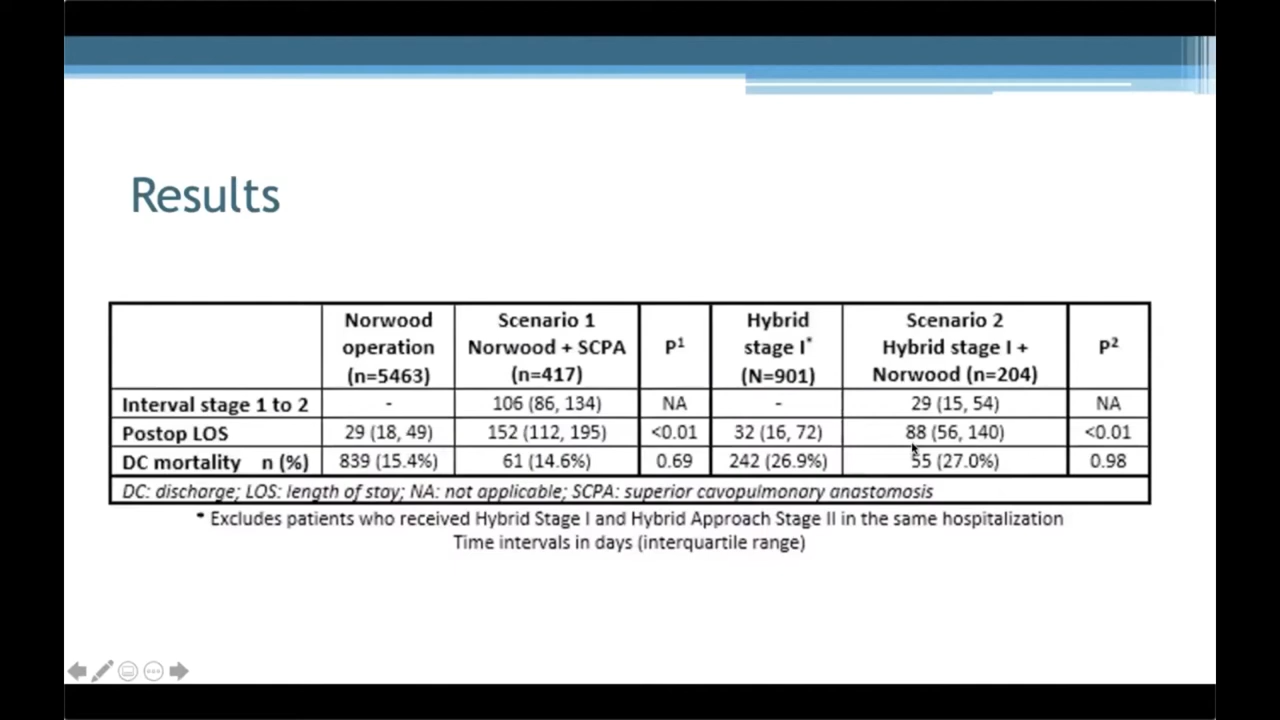 Results
Norwood operation (n=5463) Scenario 1 Norwood + SCPA (n=417) P¹ Hybrid stage I* (N=901) Scenario 2 Hybrid stage I + Norwood (n=204) P²
Interval stage 1 to 2 - 106 (86, 134) NA - 29 (15, 54) NA
Postop LOS 29 (18, 49) 152 (112, 195) <0.01 32 (16, 72) 88 (56, 140) <0.01
DC mortality n (%) 839 (15.4%) 61 (14.6%) 0.69 242 (26.9%) 55 (27.0%) 0.98
DC: discharge; LOS: length of stay; NA: not applicable; SCPA: superior cavopulmonary anastomosis
* Excludes patients who received Hybrid Stage I and Hybrid Approach Stage II in the same hospitalization
Time intervals in days (interquartile range)